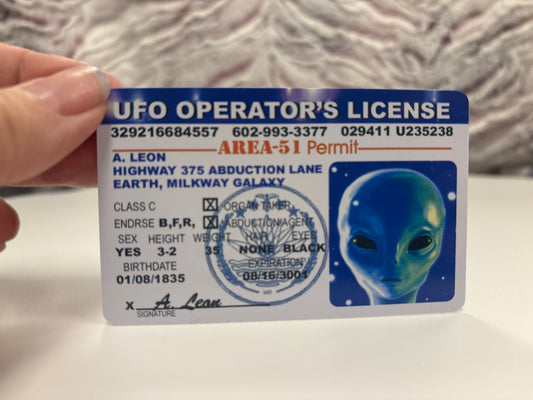 UFO OPERATOR'S LICENSE
329216684557 602-993-3377 029411 U235238
AREA-51 Permit
A. LEON
HIGHWAY 375 ABDUCTION LANE
EARTH, MILKWAY GALAXY
CLASS C ☒ ORGAN TAKER
ENDRSE B,F,R, ☒ ABDUCTION/AGENT
SEX HEIGHT WEIGHT HAIR EYES
YES 3-2 35 NONE BLACK
BIRTHDATE EXPIRATION
01/08/1835 08/16/3001
X A. Leon
SIGNATURE